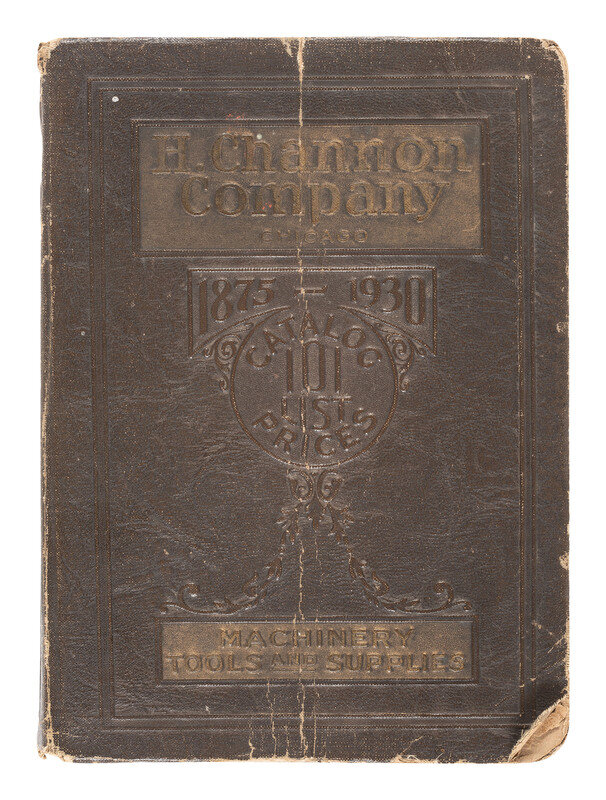 H. Channon
Company
CHICAGO
1875 — 1930
CATALOG
101
LIST
PRICES
MACHINERY
TOOLS AND SUPPLIES